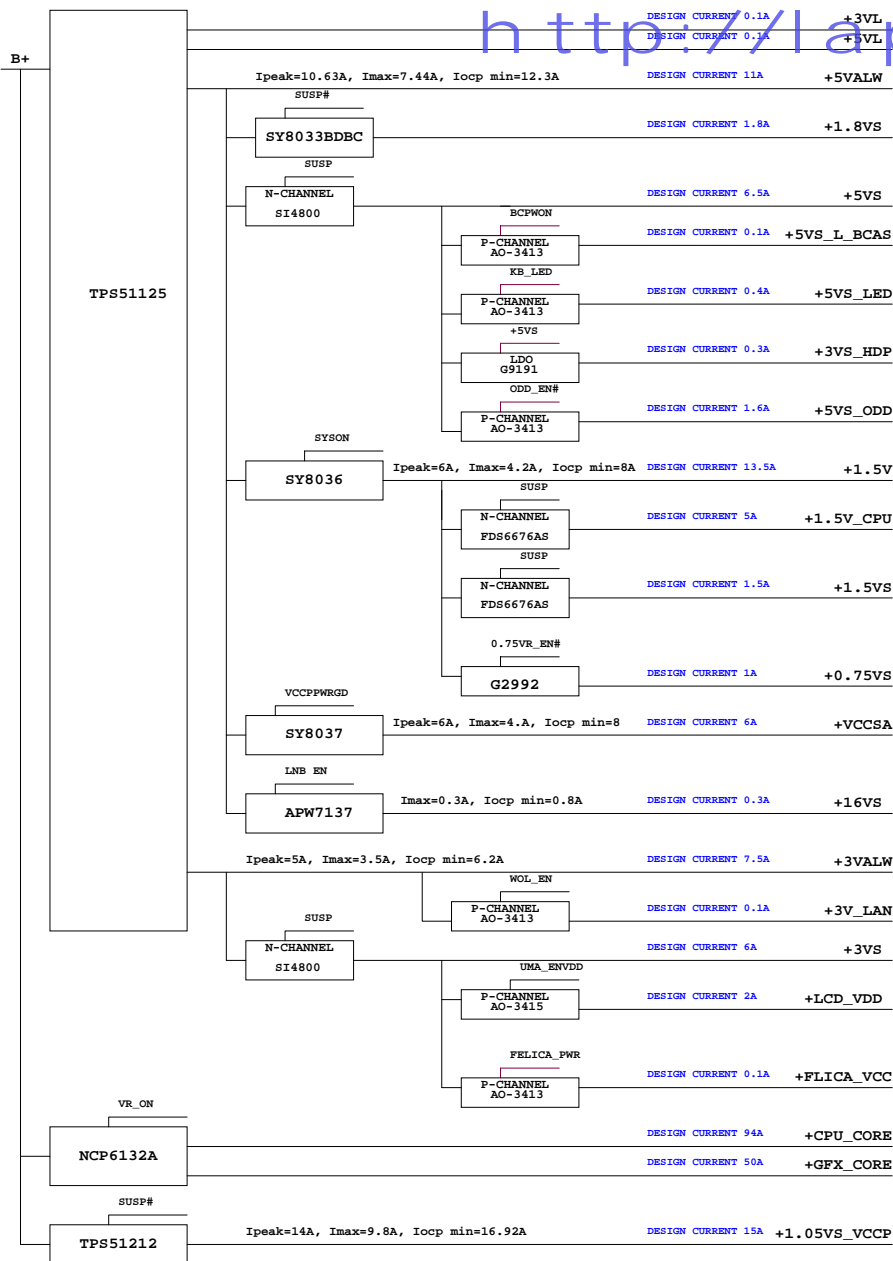 http://lap
DESIGN CURRENT 0.1A +3VL
DESIGN CURRENT 0.1A +5VL
B+
Ipeak=10.63A, Imax=7.44A, Iocp min=12.3A DESIGN CURRENT 11A +5VALW
SUSP#
SY8033BDBC DESIGN CURRENT 1.8A +1.8VS
SUSP
N-CHANNEL DESIGN CURRENT 6.5A +5VS
SI4800
BCPWON
P-CHANNEL DESIGN CURRENT 0.1A +5VS_L_BCAS
AO-3413
KB_LED
TPS51125
P-CHANNEL DESIGN CURRENT 0.4A +5VS_LED
AO-3413
+5VS
LDO DESIGN CURRENT 0.3A +3VS_HDP
G9191
ODD_EN#
P-CHANNEL DESIGN CURRENT 1.6A +5VS_ODD
AO-3413
SYSON
Ipeak=6A, Imax=4.2A, Iocp min=8A DESIGN CURRENT 13.5A +1.5V
SY8036
SUSP
N-CHANNEL DESIGN CURRENT 5A +1.5V_CPU
FDS6676AS
SUSP
N-CHANNEL DESIGN CURRENT 1.5A +1.5VS
FDS6676AS
0.75VR_EN#
G2992 DESIGN CURRENT 1A +0.75VS
VCCPPWRGD
Ipeak=6A, Imax=4.A, Iocp min=8 DESIGN CURRENT 6A +VCCSA
SY8037
LNB EN
Imax=0.3A, Iocp min=0.8A DESIGN CURRENT 0.3A +16VS
APW7137
Ipeak=5A, Imax=3.5A, Iocp min=6.2A DESIGN CURRENT 7.5A +3VALW
WOL_EN
P-CHANNEL DESIGN CURRENT 0.1A +3V_LAN
AO-3413
SUSP
N-CHANNEL DESIGN CURRENT 6A +3VS
SI4800
UMA_ENVDD
P-CHANNEL DESIGN CURRENT 2A +LCD_VDD
AO-3415
FELICA_PWR
P-CHANNEL DESIGN CURRENT 0.1A +FLICA_VCC
AO-3413
VR_ON
DESIGN CURRENT 94A +CPU_CORE
NCP6132A
DESIGN CURRENT 50A +GFX_CORE
SUSP#
Ipeak=14A, Imax=9.8A, Iocp min=16.92A DESIGN CURRENT 15A +1.05VS_VCCP
TPS51212